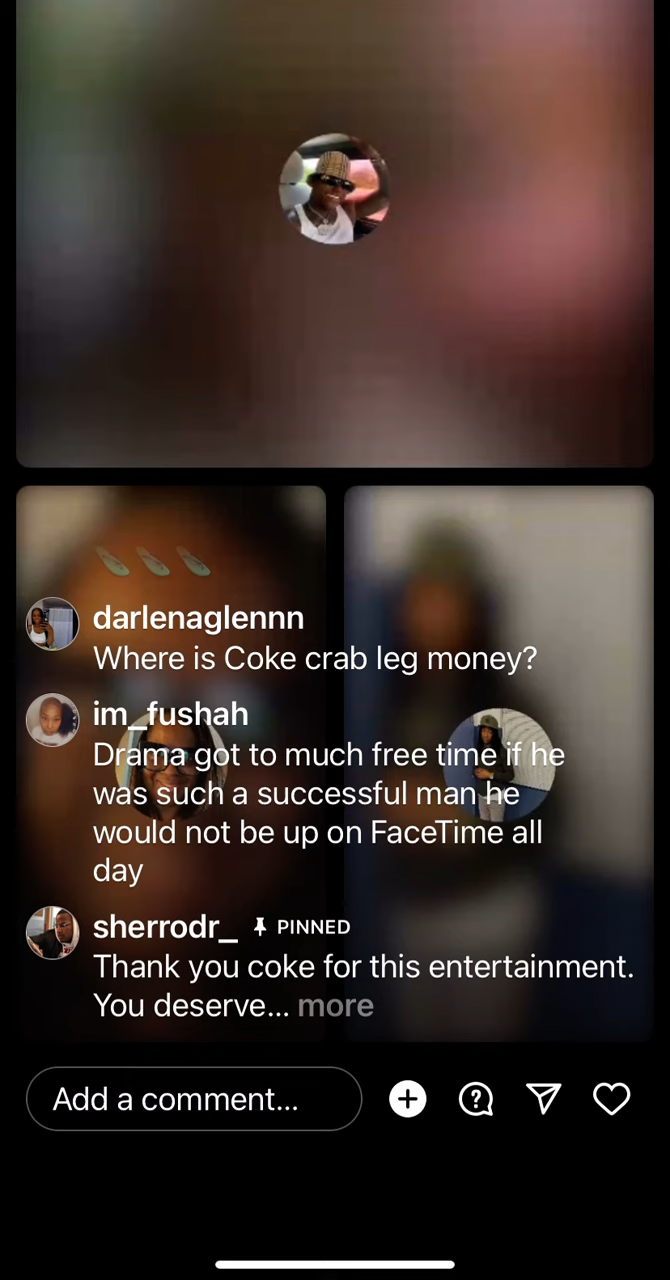 darlenaglennn
Where is Coke crab leg money?
im_fushah
Drama got to much free time if he
was such a successful man he
would not be up on FaceTime all
day
sherrodr_ PINNED
Thank you coke for this entertainment.
You deserve... more
Add a comment...